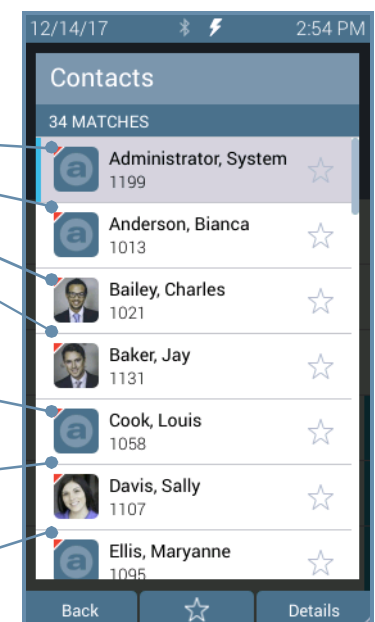 12/14/17 2:54 PM
Contacts
34 MATCHES
a
Administrator, System
1199
a
Anderson, Bianca
1013
Bailey, Charles
1021
Baker, Jay
1131
a
Cook, Louis
1058
Davis, Sally
1107
a
Ellis, Maryanne
1095
Back Details